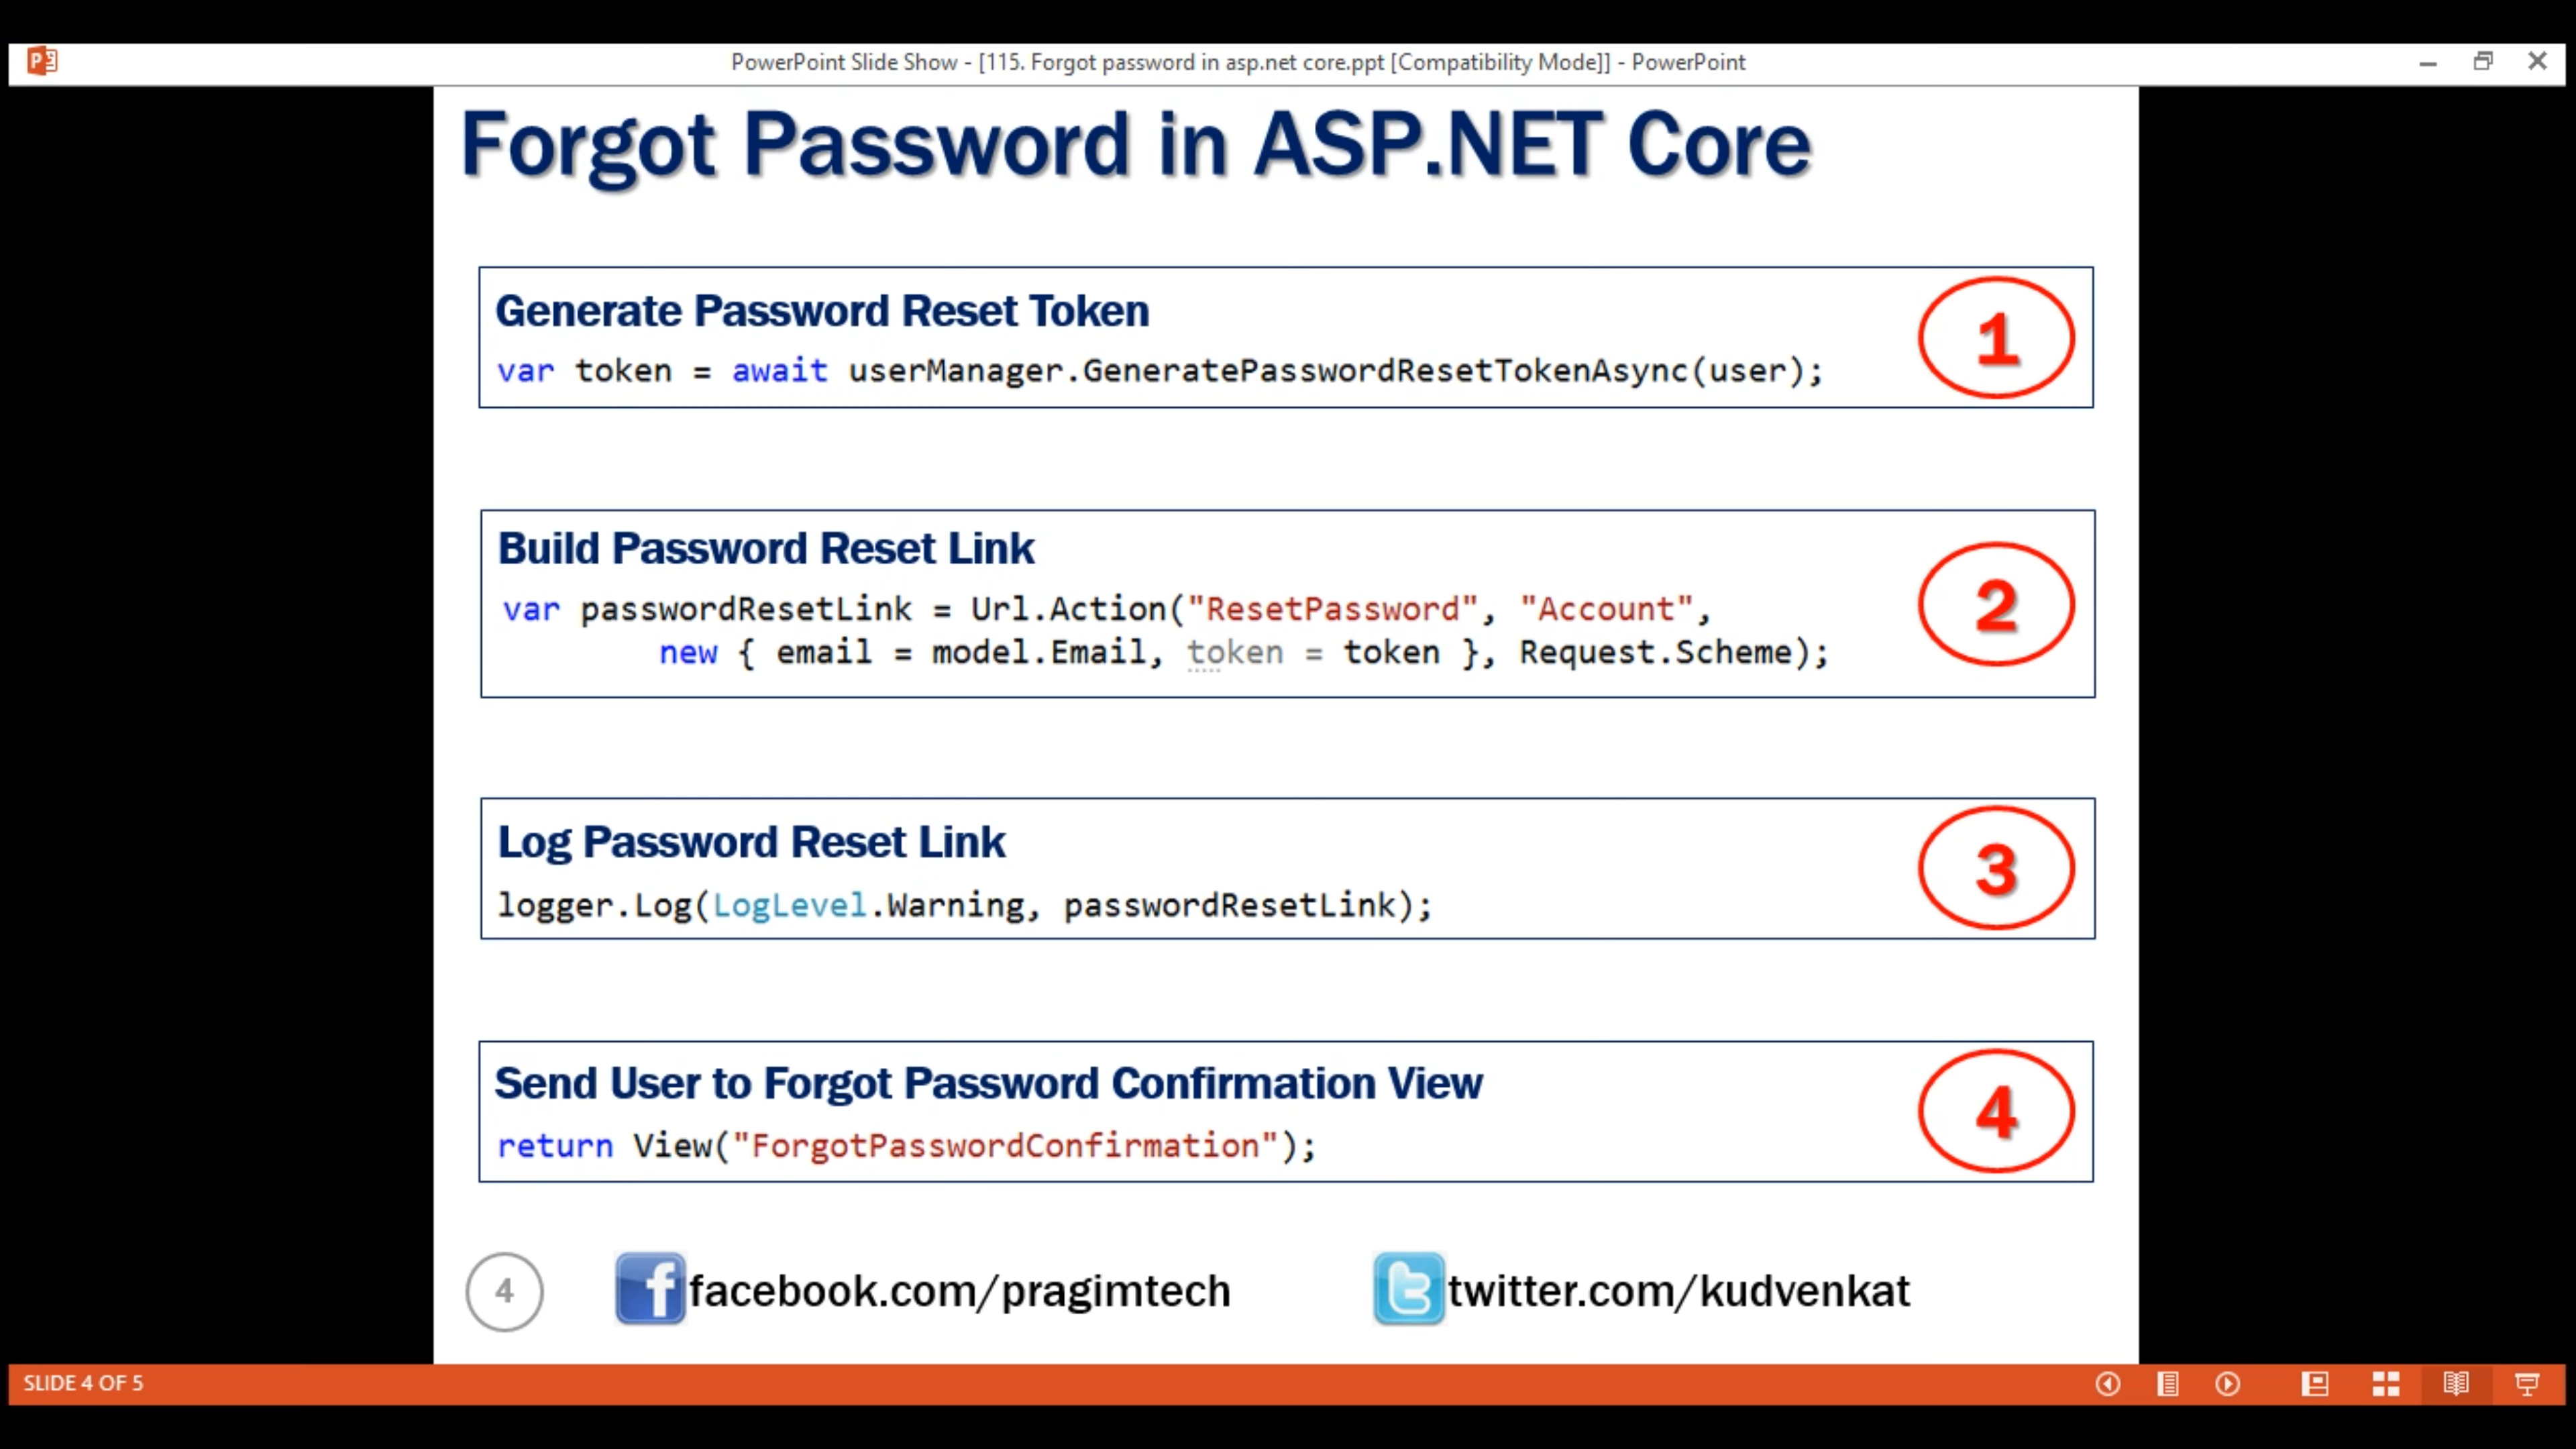 PowerPoint Slide Show - [115. Forgot password in asp.net core.ppt [Compatibility Mode]] - PowerPoint
Forgot Password in ASP.NET Core
Generate Password Reset Token
1
var token = await userManager.GeneratePasswordResetTokenAsync(user);
Build Password Reset Link
2
var passwordResetLink = Url.Action("ResetPassword", "Account",
new { email = model.Email, token = token }, Request.Scheme);
Log Password Reset Link
3
logger.Log(LogLevel.Warning, passwordResetLink);
Send User to Forgot Password Confirmation View
4
return View("ForgotPasswordConfirmation");
4
facebook.com/pragimtech
twitter.com/kudvenkat
SLIDE 4 OF 5